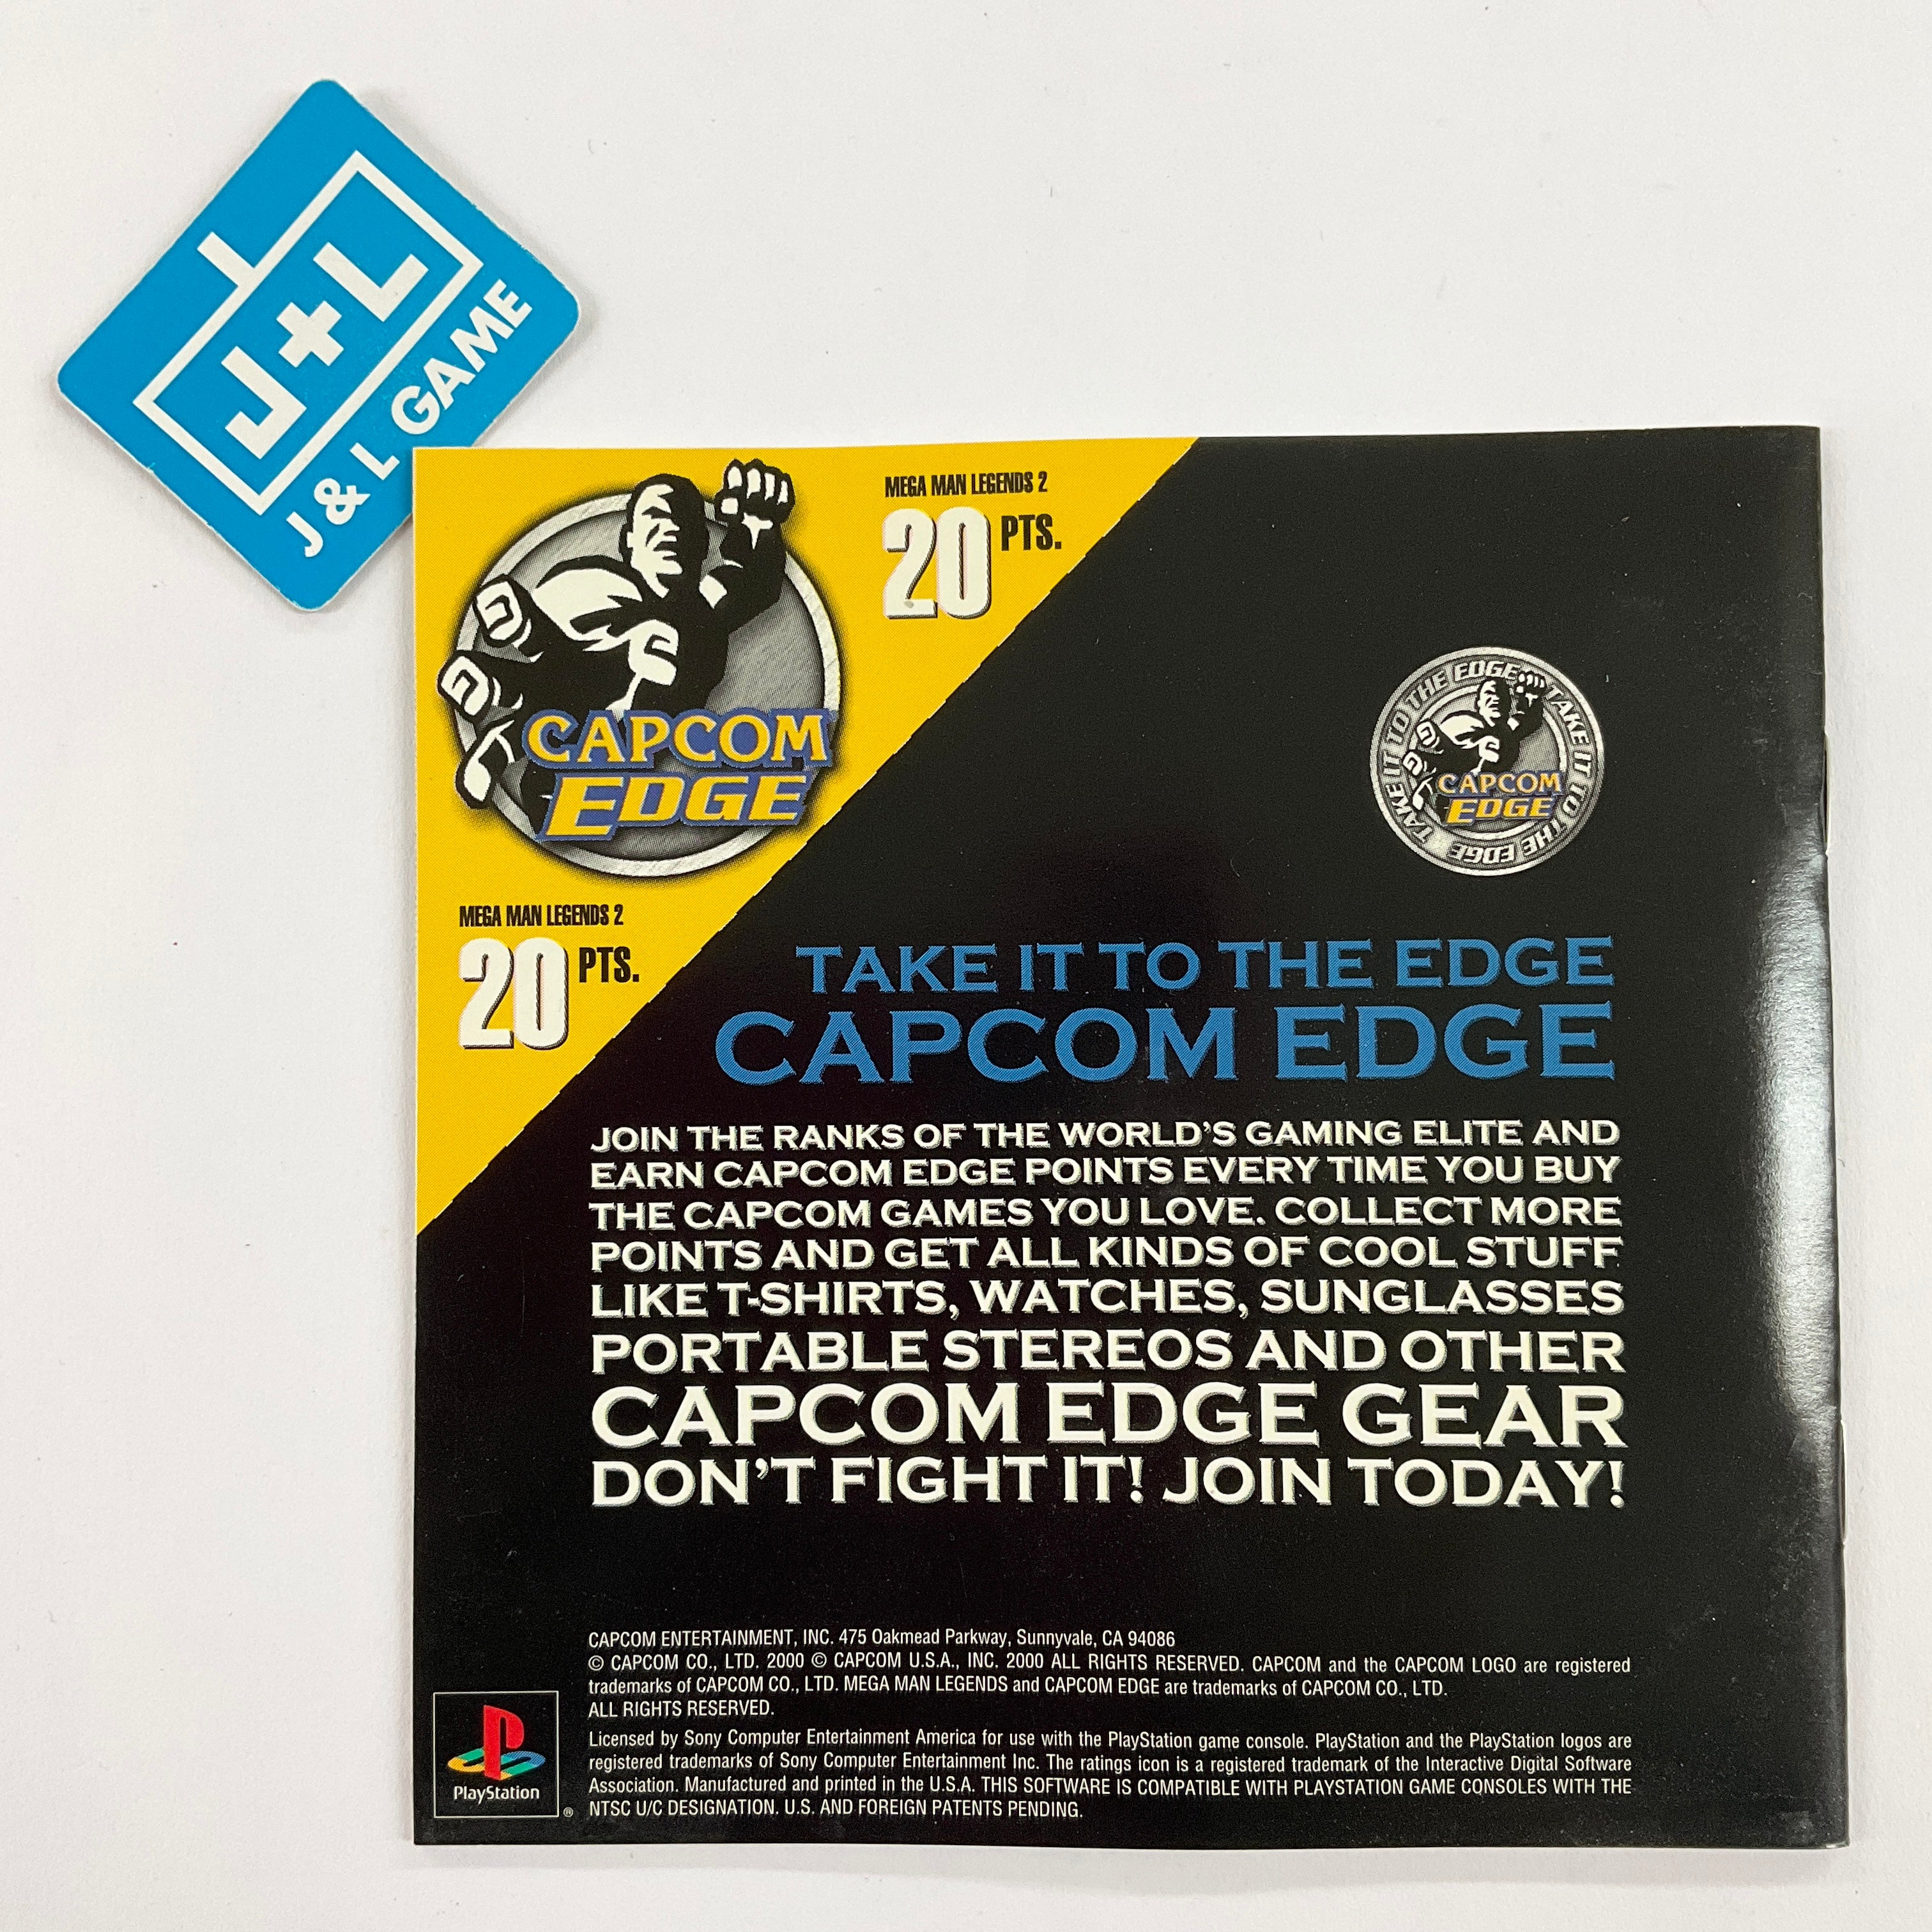 J+L
J & L GAME
MEGA MAN LEGENDS 2
20 PTS.
CAPCOM
EDGE
MEGA MAN LEGENDS 2
20 PTS.
TAKE IT TO THE EDGE TAKE IT TO THE EDGE
CAPCOM
EDGE
TAKE IT TO THE EDGE
CAPCOM EDGE
JOIN THE RANKS OF THE WORLD'S GAMING ELITE AND
EARN CAPCOM EDGE POINTS EVERY TIME YOU BUY
THE CAPCOM GAMES YOU LOVE. COLLECT MORE
POINTS AND GET ALL KINDS OF COOL STUFF
LIKE T-SHIRTS, WATCHES, SUNGLASSES
PORTABLE STEREOS AND OTHER
CAPCOM EDGE GEAR
DON'T FIGHT IT! JOIN TODAY!
CAPCOM ENTERTAINMENT, INC. 475 Oakmead Parkway, Sunnyvale, CA 94086
© CAPCOM CO., LTD. 2000 © CAPCOM U.S.A., INC. 2000 ALL RIGHTS RESERVED. CAPCOM and the CAPCOM LOGO are registered
trademarks of CAPCOM CO., LTD. MEGA MAN LEGENDS and CAPCOM EDGE are trademarks of CAPCOM CO., LTD.
ALL RIGHTS RESERVED.
Licensed by Sony Computer Entertainment America for use with the PlayStation game console. PlayStation and the PlayStation logos are
registered trademarks of Sony Computer Entertainment Inc. The ratings icon is a registered trademark of the Interactive Digital Software
Association. Manufactured and printed in the U.S.A. THIS SOFTWARE IS COMPATIBLE WITH PLAYSTATION GAME CONSOLES WITH THE
NTSC U/C DESIGNATION. U.S. AND FOREIGN PATENTS PENDING.
PlayStation ®